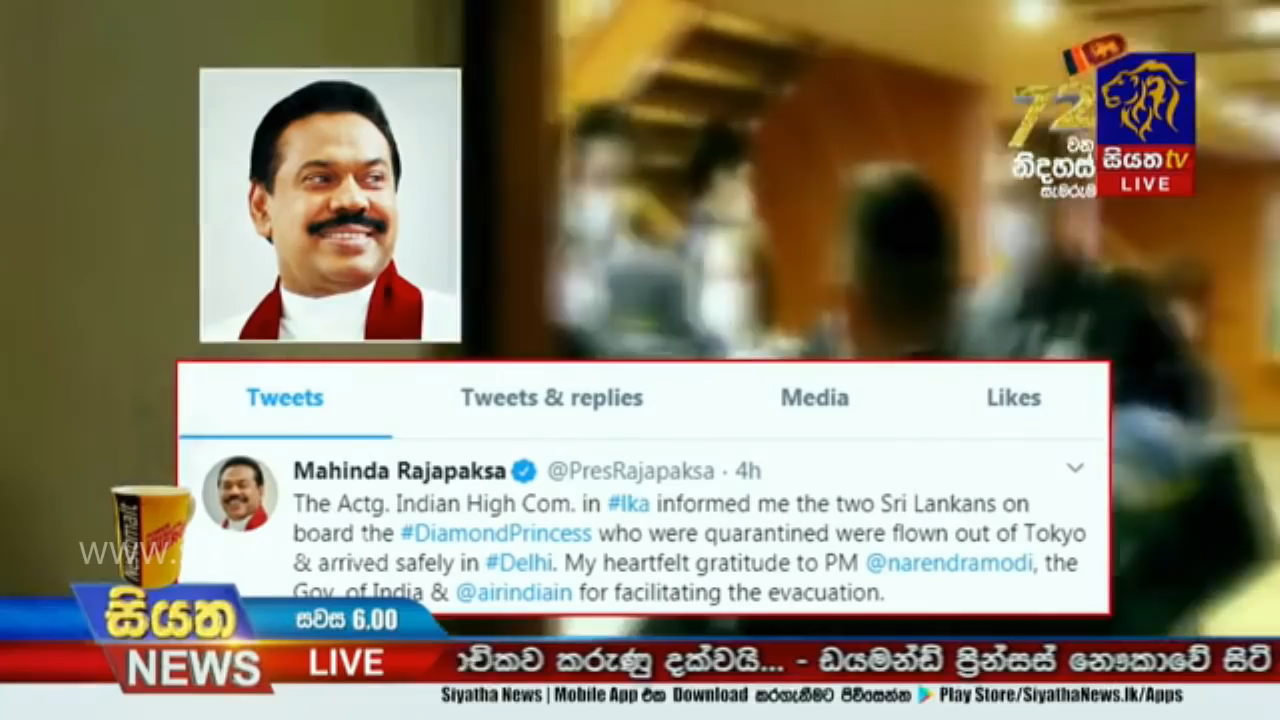 72
වන
නිදහස්
සැමරුම
සියත tv
LIVE
Tweets Tweets & replies Media Likes
Mahinda Rajapaksa @PresRajapaksa · 4h
The Actg. Indian High Com. in #lka informed me the two Sri Lankans on
board the #DiamondPrincess who were quarantined were flown out of Tokyo
& arrived safely in #Delhi. My heartfelt gratitude to PM @narendramodi, the
Gov. of India & @airindiain for facilitating the evacuation.
www.
සියත සවස 6.00
NEWS LIVE
කරුණු දක්වයි... - ඩයමන්ඩ් ප්‍රින්සස් නෞකාවේ සිටි
Siyatha News | Mobile App එක Download කරගැනීමට පිවිසෙන්න Play Store/SiyathaNews.lk/Apps